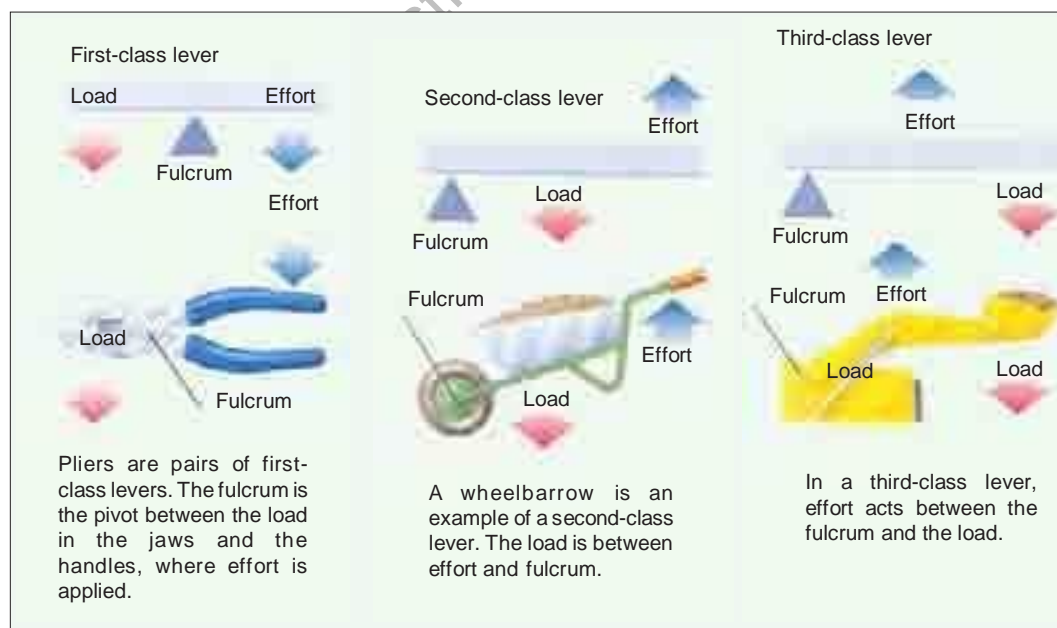 First-class lever
Load Effort
Fulcrum
Effort
Load
Fulcrum
Pliers are pairs of first-
class levers. The fulcrum is
the pivot between the load
in the jaws and the
handles, where effort is
applied.
Second-class lever
Effort
Load
Fulcrum
Fulcrum
Effort
Load
A wheelbarrow is an
example of a second-class
lever. The load is between
effort and fulcrum.
Third-class lever
Effort
Load
Fulcrum
Fulcrum
Effort
Load
Load
In a third-class lever,
effort acts between the
fulcrum and the load.